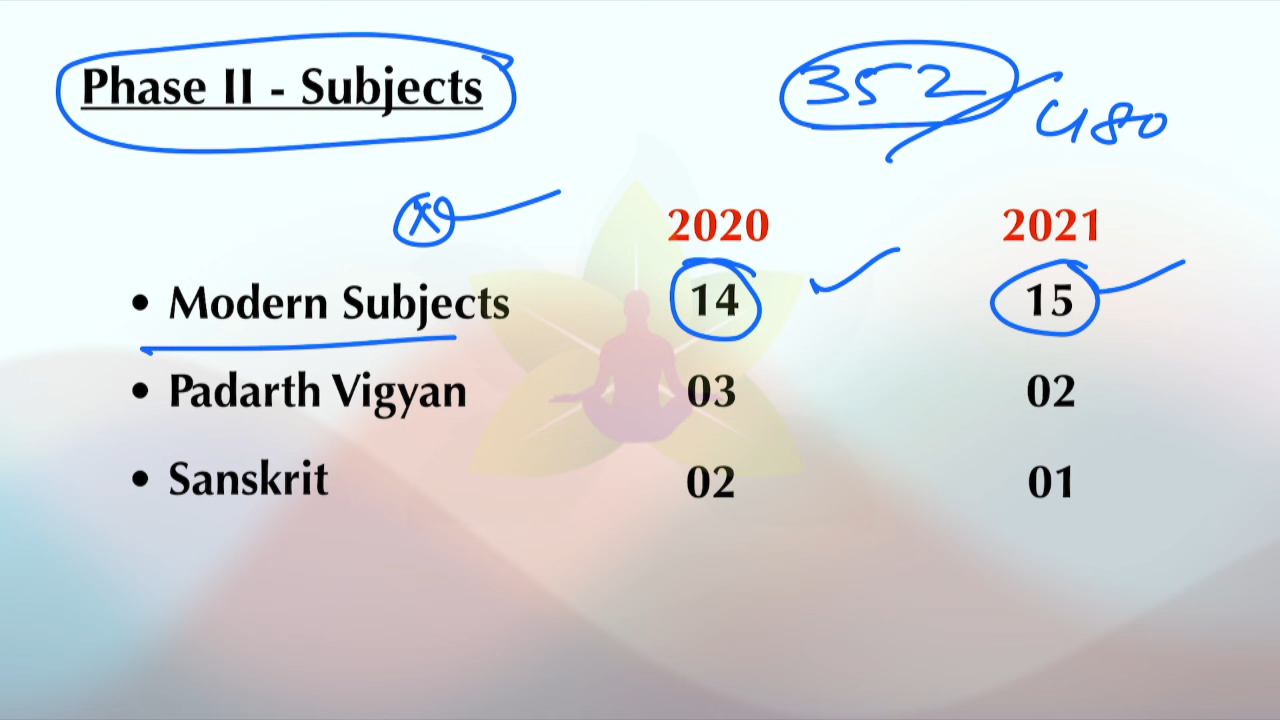 Phase II - Subjects 352/480
2020 2021
• Modern Subjects 14 15
• Padarth Vigyan 03 02
• Sanskrit 02 01